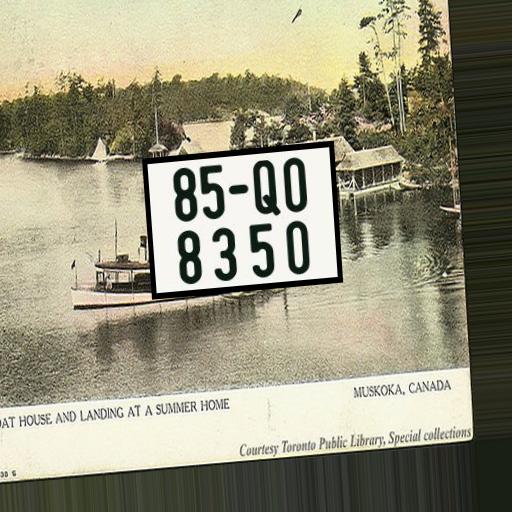 85-Q0
8350
OAT HOUSE AND LANDING AT A SUMMER HOME
MUSKOKA, CANADA
Courtesy Toronto Public Library, Special collections